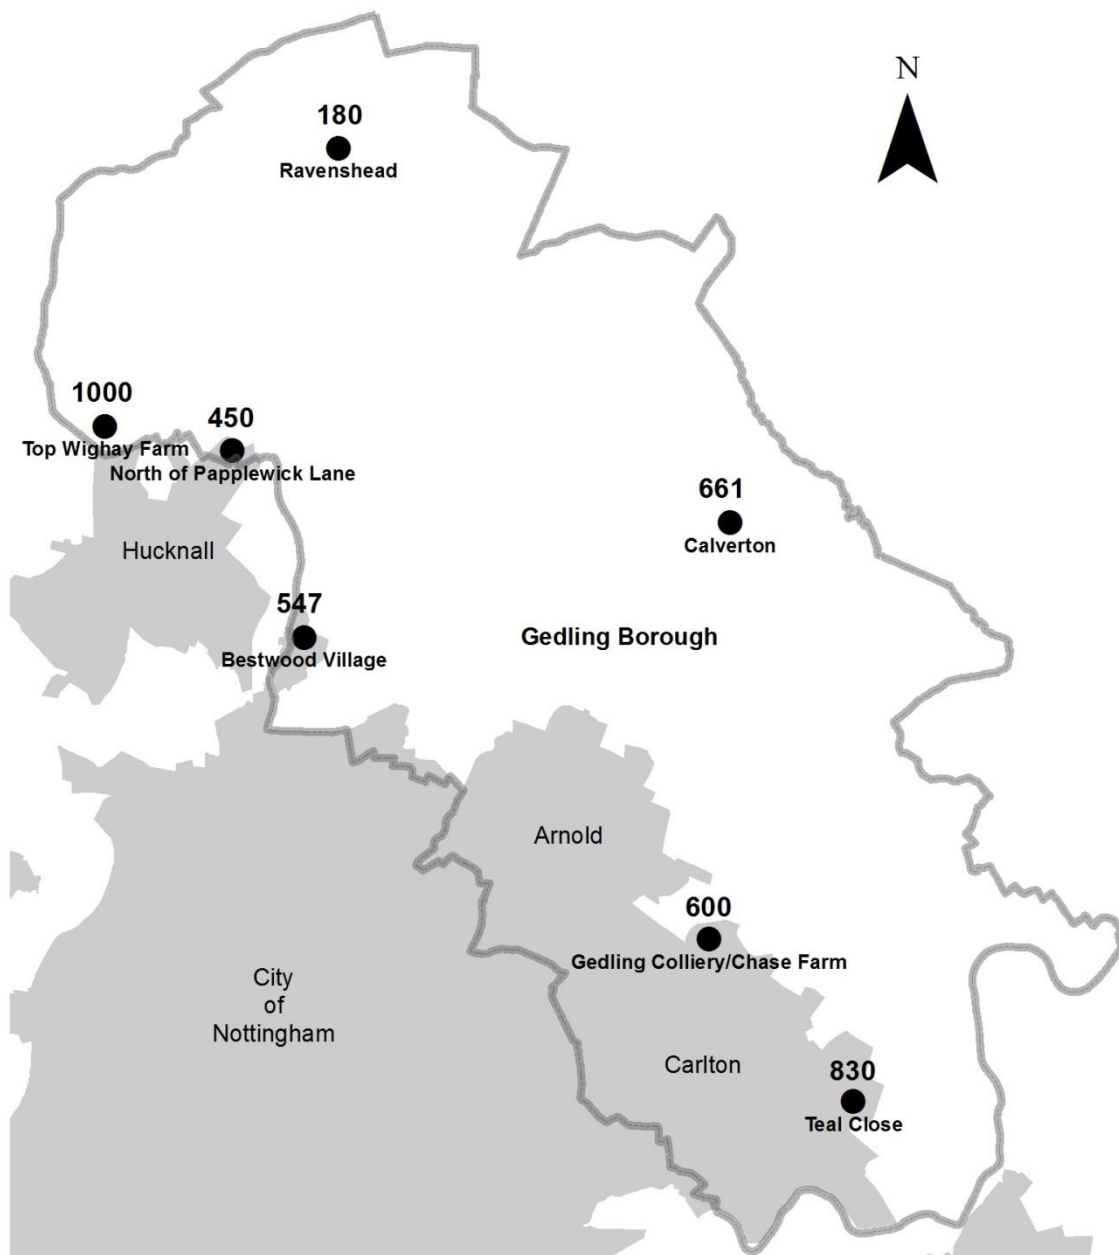 N
180
Ravenshead
1000
Top Wighay Farm
450
North of Papplewick Lane
661
Calverton
Hucknall
547
Bestwood Village
Gedling Borough
Arnold
600
Gedling Colliery/Chase Farm
City
of
Nottingham
Carlton
830
Teal Close